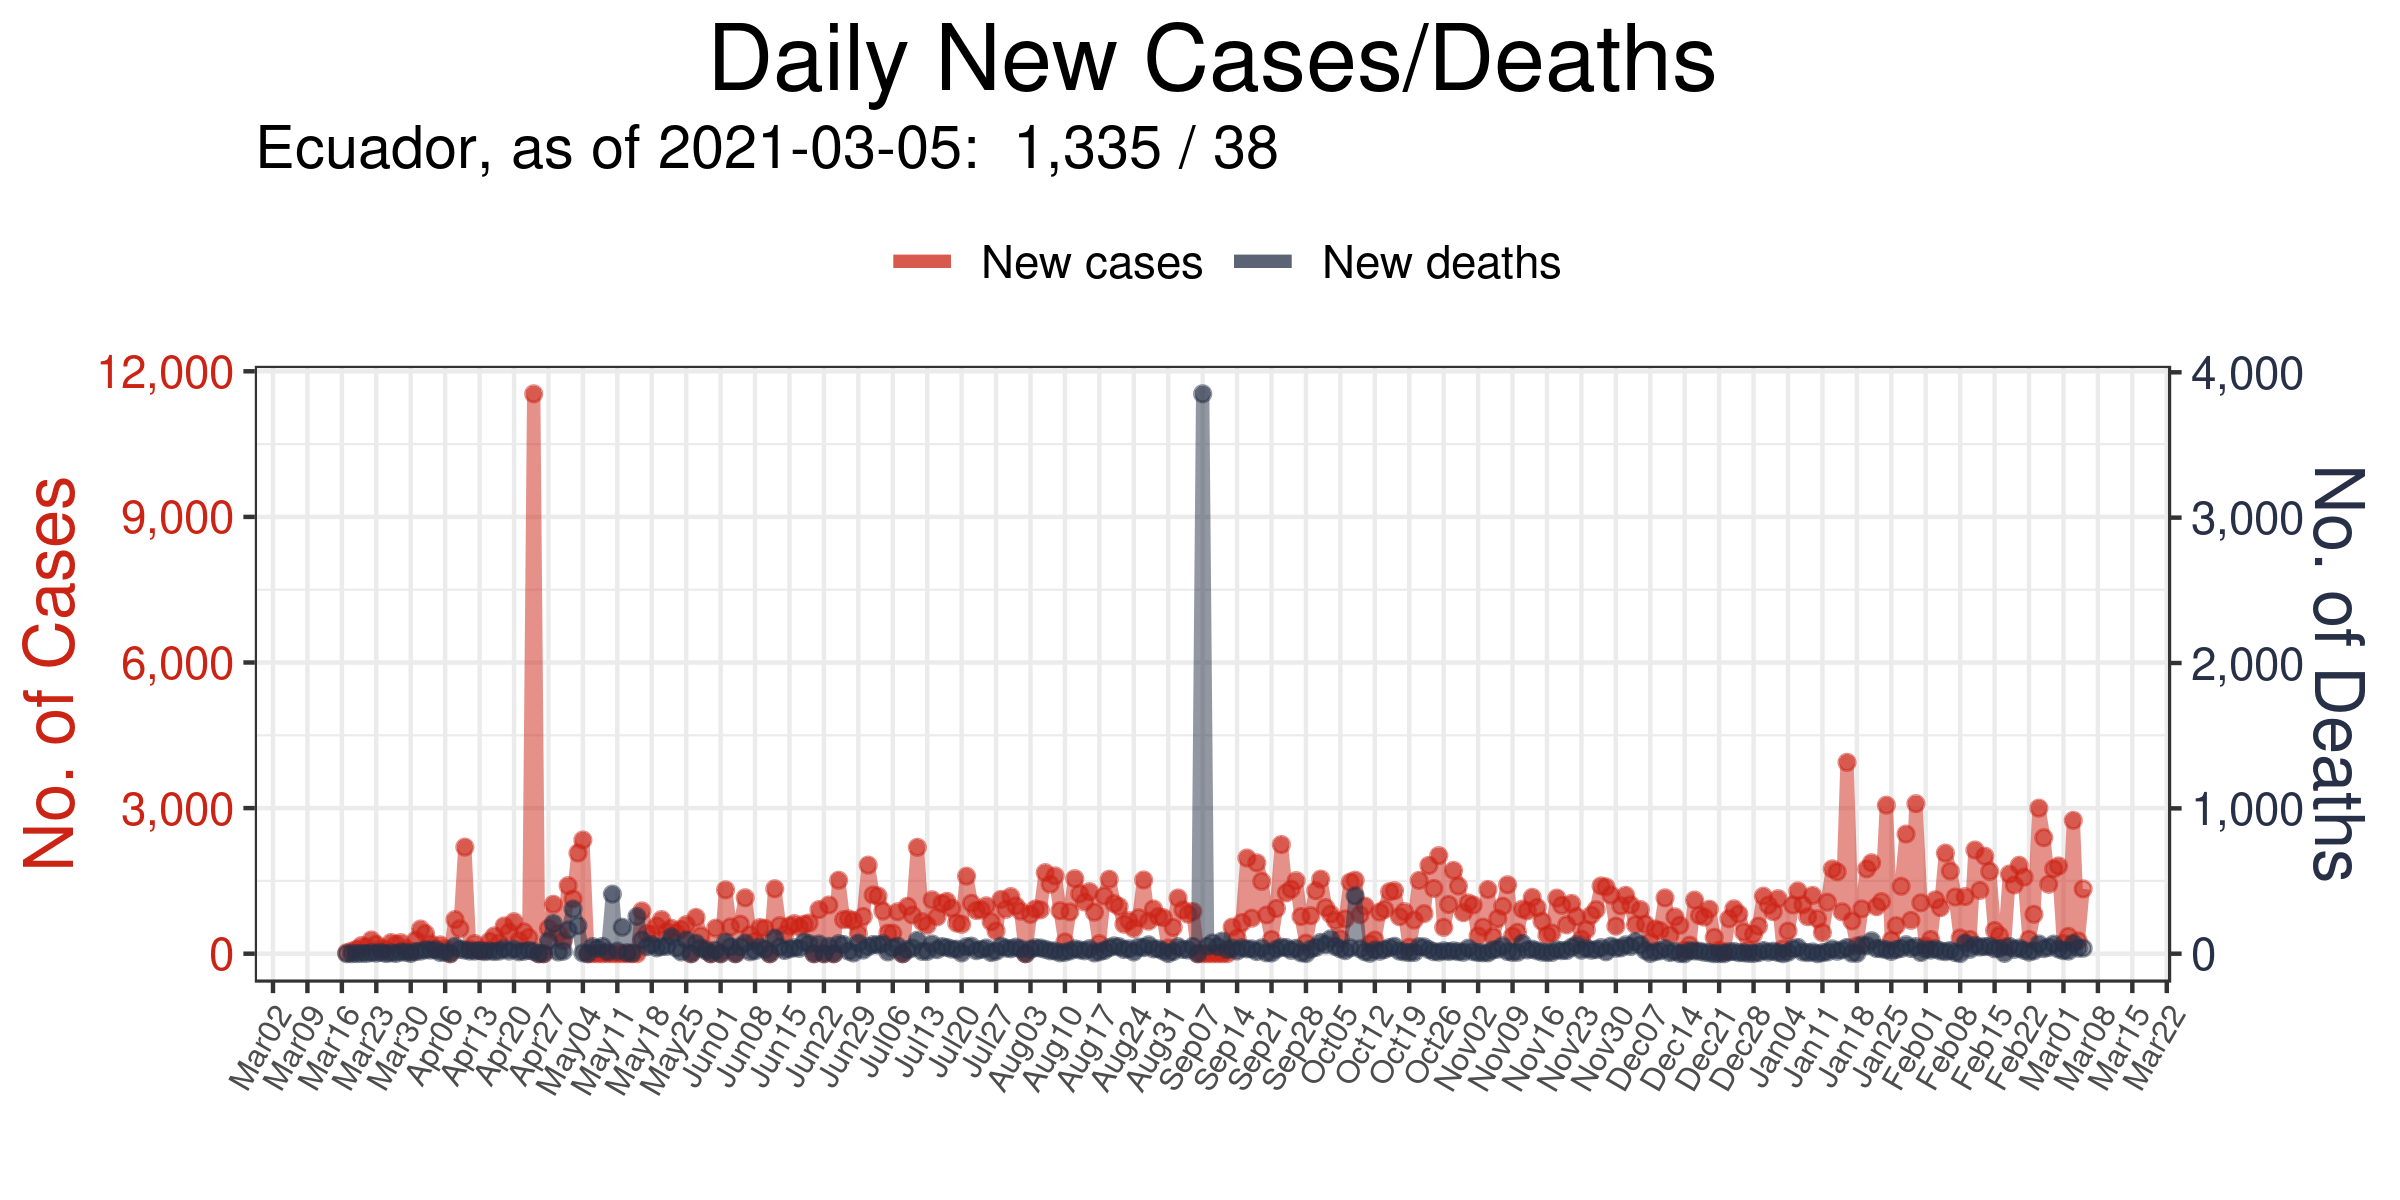 Daily New Cases/Deaths
Ecuador, as of 2021-03-05:  1,335 / 38
New cases New deaths
12,000
9,000
6,000
3,000
0
No. of Cases
4,000
3,000
2,000
1,000
0
No. of Deaths
Mar02 Mar09 Mar16 Mar23 Mar30 Apr06 Apr13 Apr20 Apr27 May04 May11 May18 May25 Jun01 Jun08 Jun15 Jun22 Jun29 Jul06 Jul13 Jul20 Jul27 Aug03 Aug10 Aug17 Aug24 Aug31 Sep07 Sep14 Sep21 Sep28 Oct05 Oct12 Oct19 Oct26 Nov02 Nov09 Nov16 Nov23 Nov30 Dec07 Dec14 Dec21 Dec28 Jan04 Jan11 Jan18 Jan25 Feb01 Feb08 Feb15 Feb22 Mar01 Mar08 Mar15 Mar22